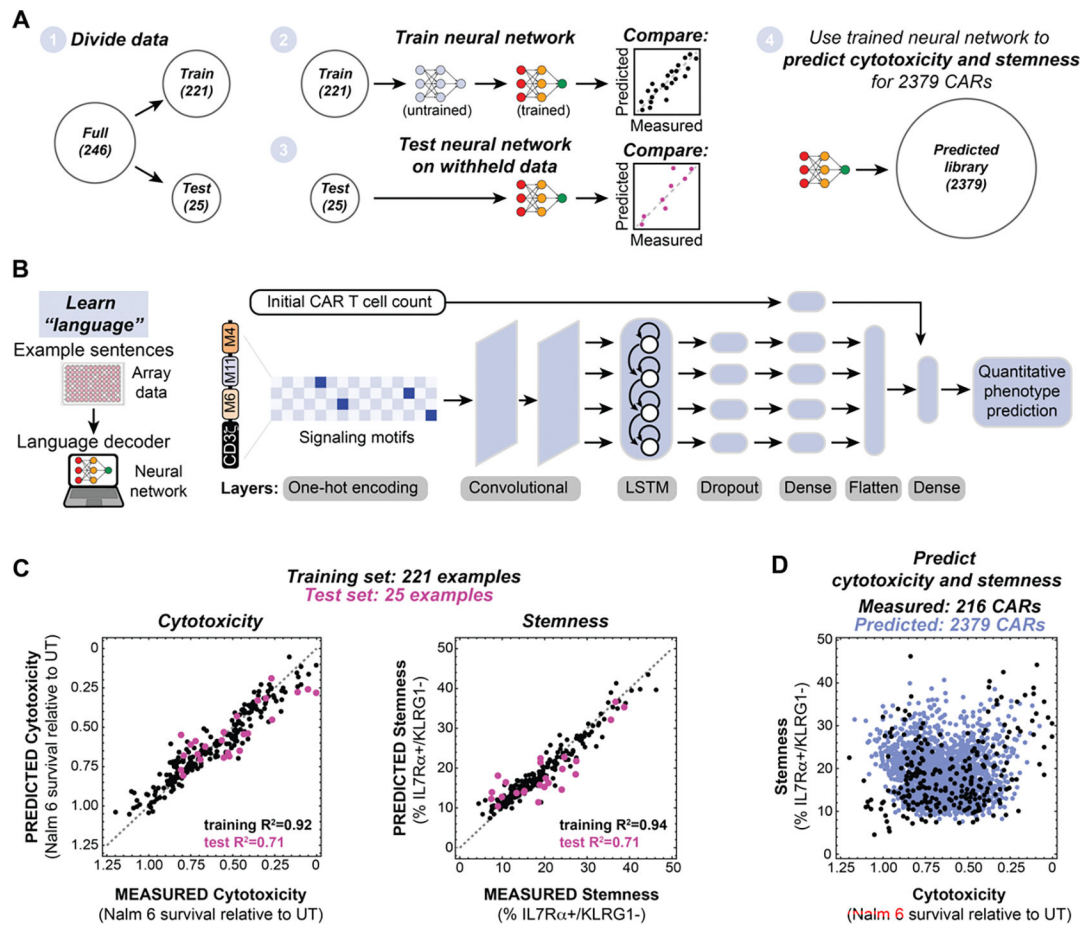 A
1
Divide data
Full
(246)
Train
(221)
Test
(25)
2
Train neural network
Train
(221)
(untrained)
(trained)
Compare:
Predicted
Measured
3
Test neural network
on withheld data
Test
(25)
Compare:
Predicted
Measured
4
Use trained neural network to
predict cytotoxicity and stemness
for 2379 CARs
Predicted
library
(2379)
B
Learn
“language”
Example sentences
Array
data
Language decoder
Neural
network
Initial CAR T cell count
M4
M11
M6
CD3ζ
Signaling motifs
Quantitative
phenotype
prediction
Layers:
One-hot encoding
Convolutional
LSTM
Dropout
Dense
Flatten
Dense
C
Training set: 221 examples
Test set: 25 examples
Cytotoxicity
PREDICTED Cytotoxicity
(Nalm 6 survival relative to UT)
0
0.25
0.50
0.75
1.00
1.25
training R²=0.92
test R²=0.71
1.25
1.00
0.75
0.50
0.25
0
MEASURED Cytotoxicity
(Nalm 6 survival relative to UT)
Stemness
PREDICTED Stemness
(% IL7Rα+/KLRG1-)
50
40
30
20
10
0
training R²=0.94
test R²=0.71
0
10
20
30
40
50
MEASURED Stemness
(% IL7Rα+/KLRG1-)
D
Predict
cytotoxicity and stemness
Measured: 216 CARs
Predicted: 2379 CARs
Stemness
(% IL7Rα+/KLRG1-)
50
40
30
20
10
0
1.25
1.00
0.75
0.50
0.25
0
Cytotoxicity
(Nalm 6 survival relative to UT)